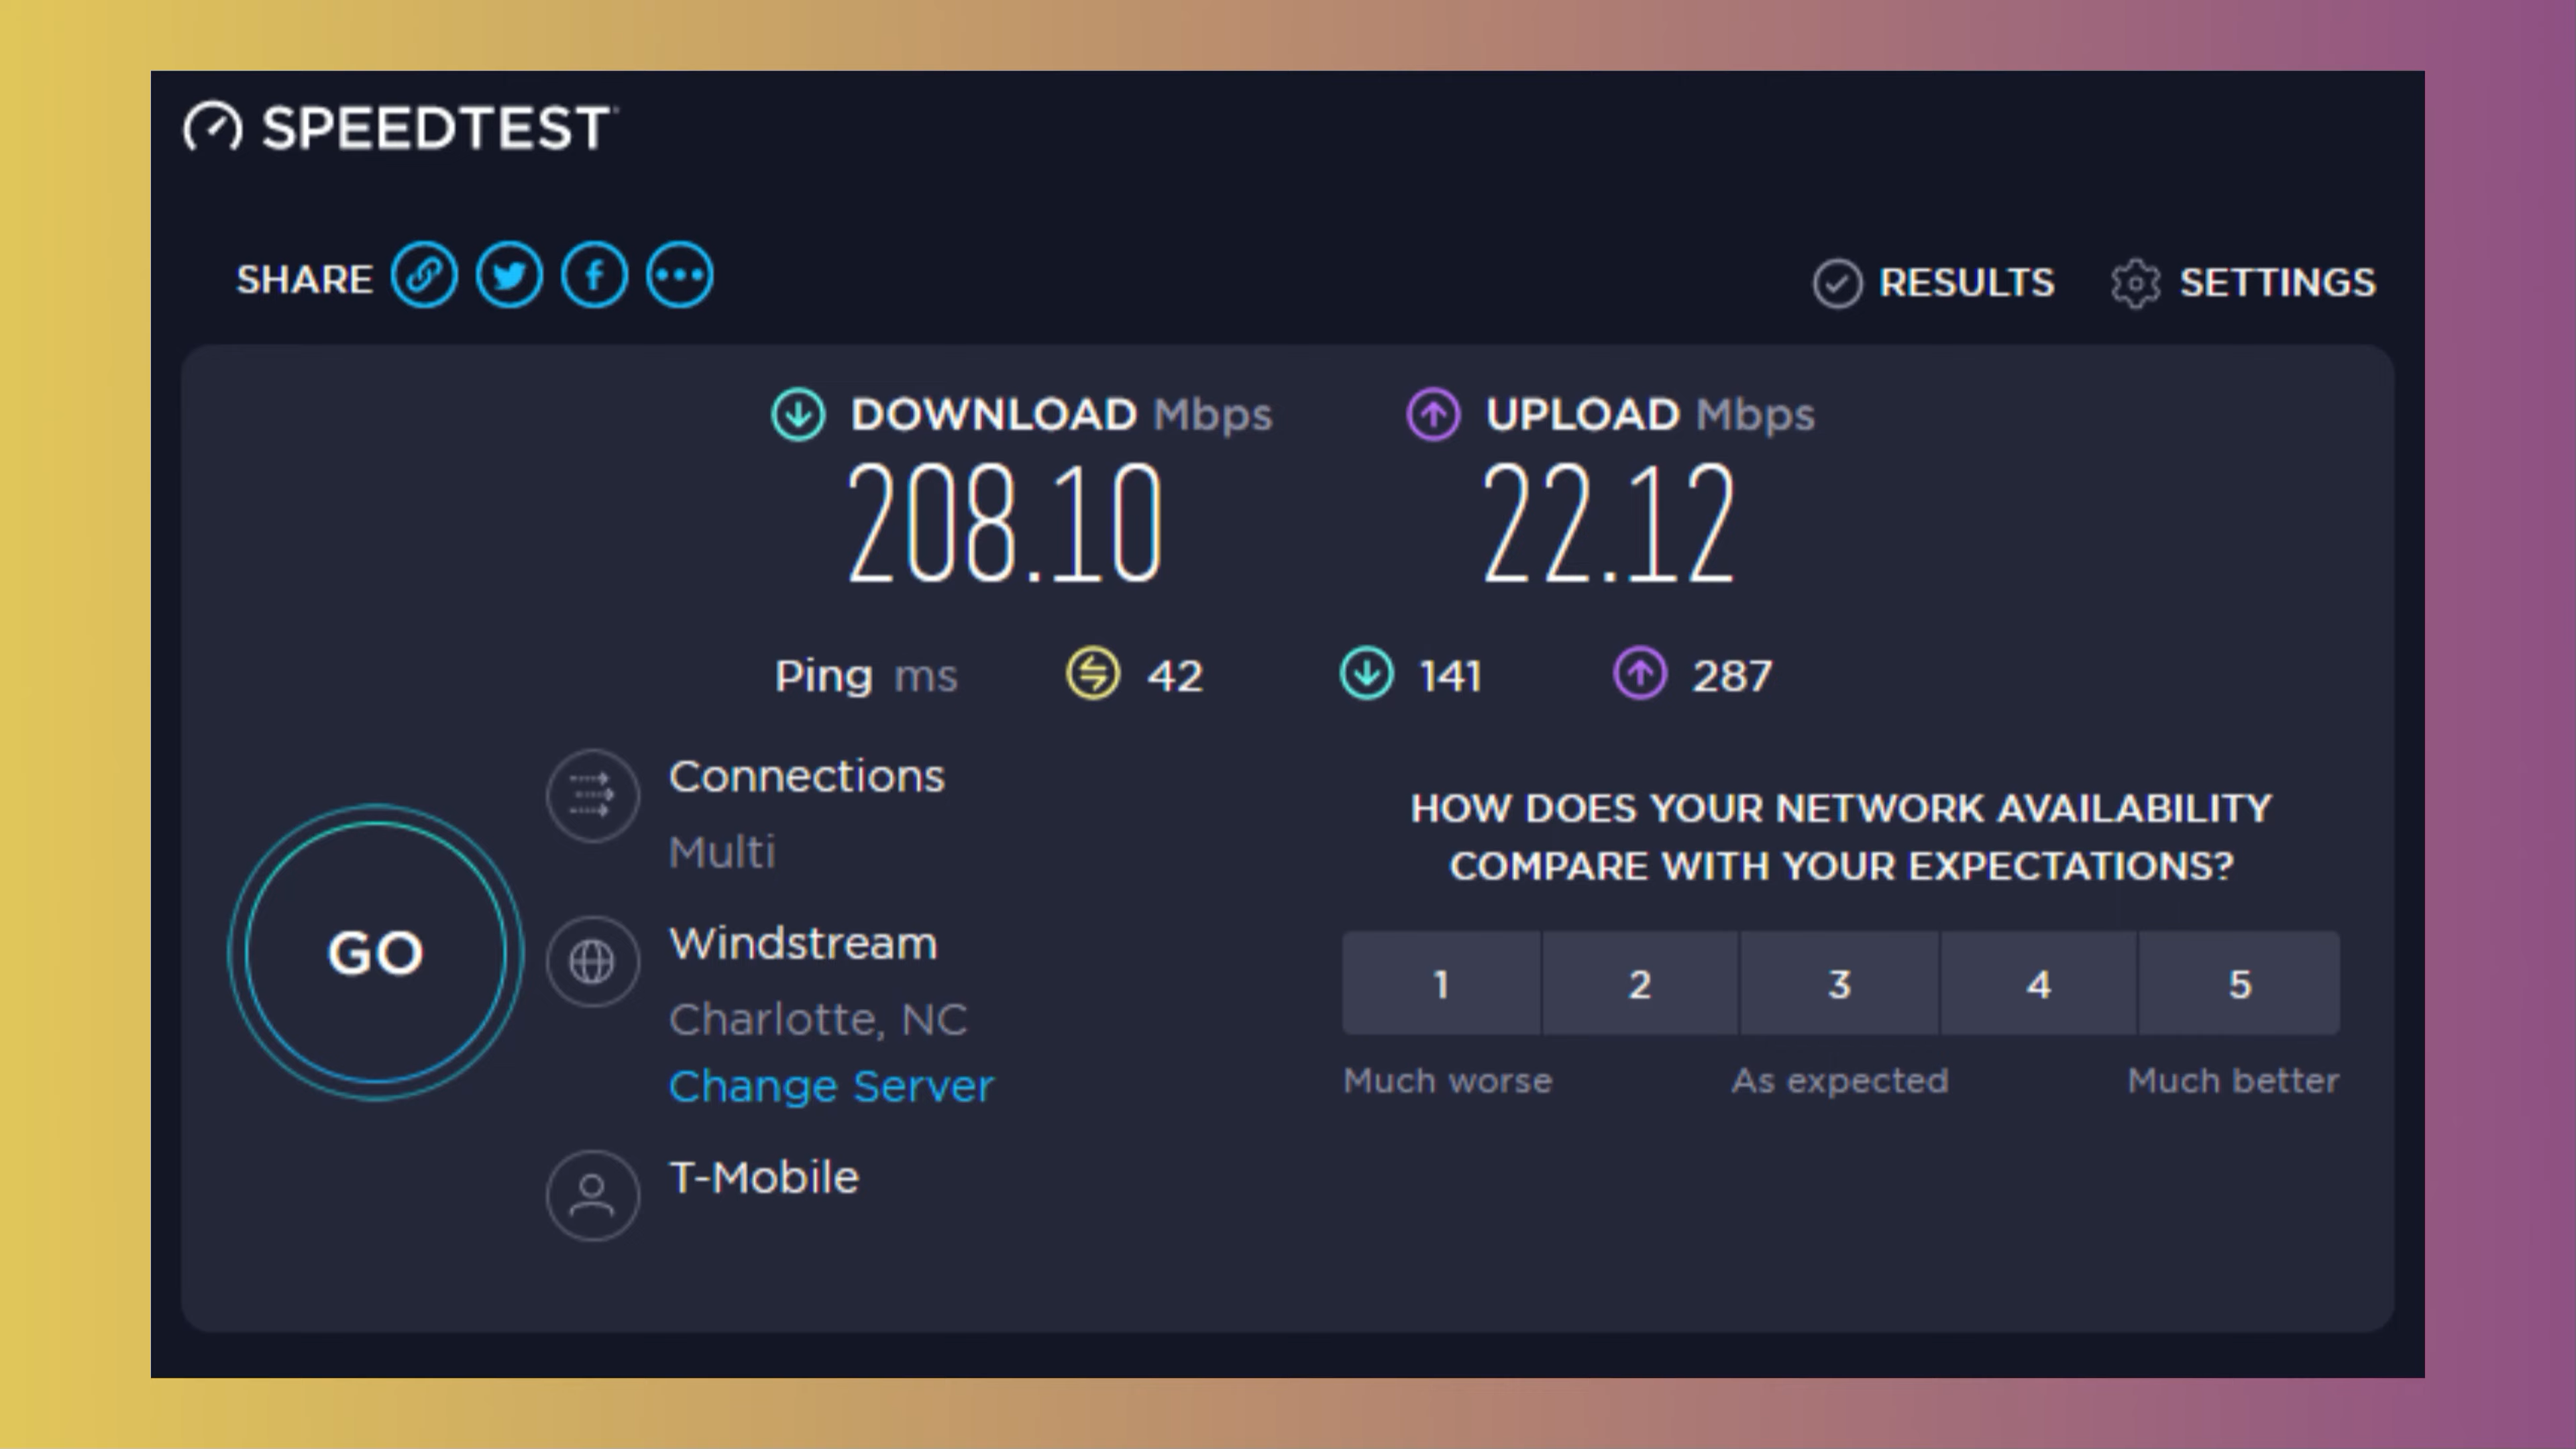 SPEEDTEST
SHARE
RESULTS SETTINGS
DOWNLOAD Mbps UPLOAD Mbps
208.10 22.12
Ping ms 42 141 287
Connections
Multi
Windstream
Charlotte, NC
Change Server
T-Mobile
GO
HOW DOES YOUR NETWORK AVAILABILITY
COMPARE WITH YOUR EXPECTATIONS?
1 2 3 4 5
Much worse As expected Much better